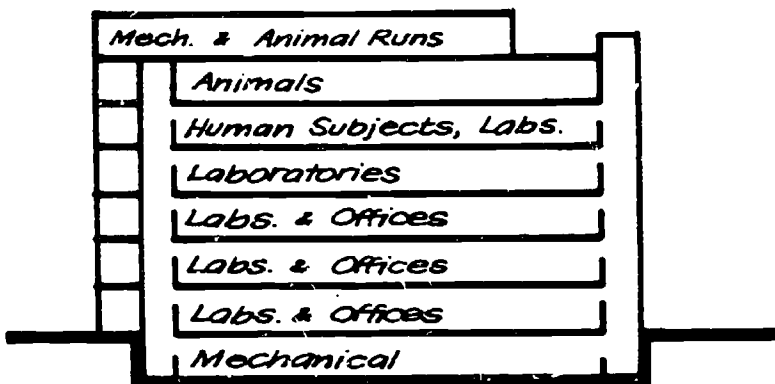 Mech. & Animal Runs
Animals
Human Subjects, Labs.
Laboratories
Labs. & Offices
Labs. & Offices
Labs. & Offices
Mechanical